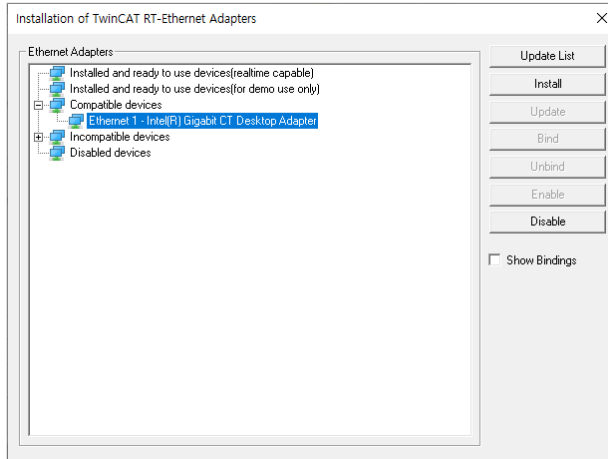 Installation of TwinCAT RT-Ethernet Adapters
Ethernet Adapters
Installed and ready to use devices(realtime capable)
Installed and ready to use devices(for demo use only)
Compatible devices
Ethernet 1 - Intel(R) Gigabit CT Desktop Adapter
Incompatible devices
Disabled devices
Update List
Install
Update
Bind
Unbind
Enable
Disable
Show Bindings